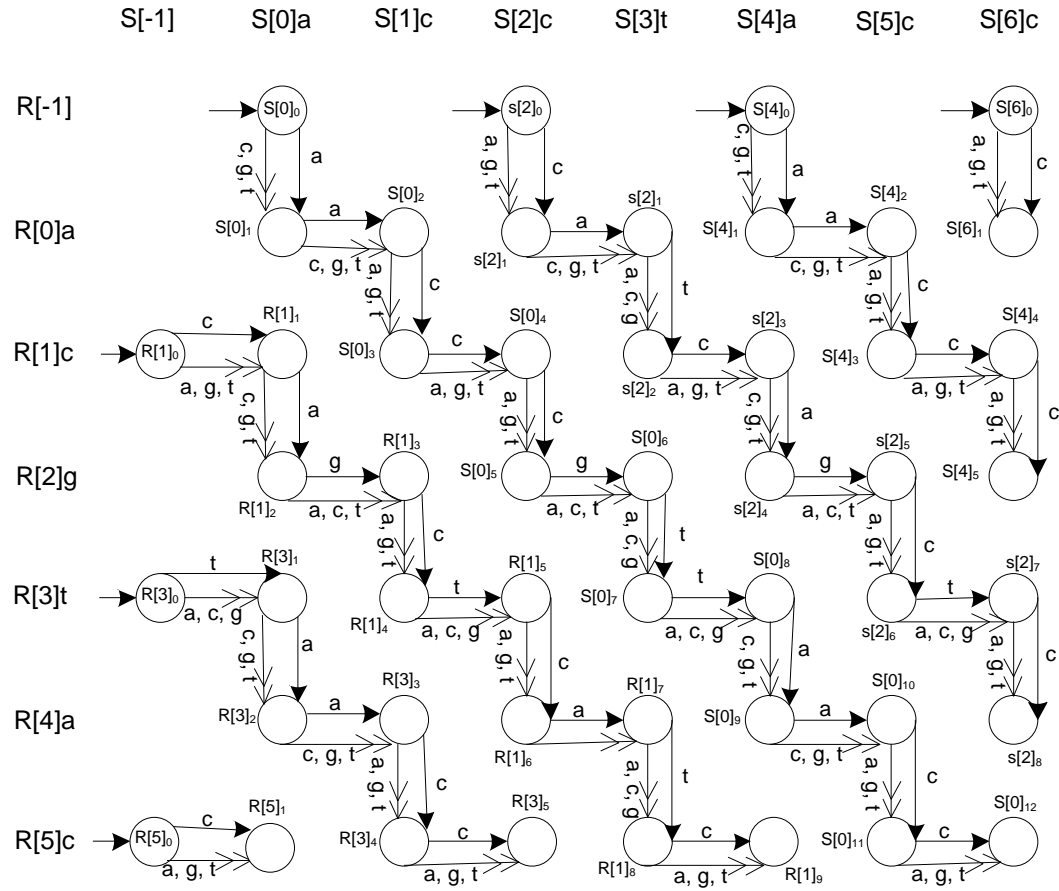 S[-1] S[0]a S[1]c S[2]c S[3]t S[4]a S[5]c S[6]c
R[-1] S[0]₀ s[2]₀ S[4]₀ S[6]₀
c, g, t a a, g, t c c, g, t a a, g, t c
S[0]₂ s[2]₁ S[4]₂
R[0]a S[0]₁ a s[2]₁ a S[4]₁ a S[6]₁
c, g, t c, g, t c, g, t
a, g, t c a, c, g t a, g, t c
R[1]₁ S[0]₄ s[2]₃ S[4]₄
R[1]c R[1]₀ c S[0]₃ c s[2]₂ c S[4]₃ c
a, g, t a, g, t a, g, t a, g, t
c, g, t a a, g, t c c, g, t a a, g, t c
R[1]₃ S[0]₆ s[2]₅
R[2]g R[1]₂ g S[0]₅ g s[2]₄ g S[4]₅
a, c, t a, c, t a, c, t
a, g, t c a, c, g t a, g, t c
R[3]₁ R[1]₅ S[0]₈ s[2]₇
R[3]t R[3]₀ t R[1]₄ t S[0]₇ t s[2]₆ t
a, c, g a, c, g a, c, g a, c, g
c, g, t a a, g, t c c, g, t a a, g, t c
R[3]₃ R[1]₇ S[0]₁₀
R[4]a R[3]₂ a R[1]₆ a S[0]₉ a s[2]₈
c, g, t c, g, t
a, g, t c a, c, g t a, g, t c
R[5]₁ R[3]₅ S[0]₁₂
R[5]c R[5]₀ c R[3]₄ c R[1]₈ c R[1]₉ S[0]₁₁ c
a, g, t a, g, t a, g, t a, g, t